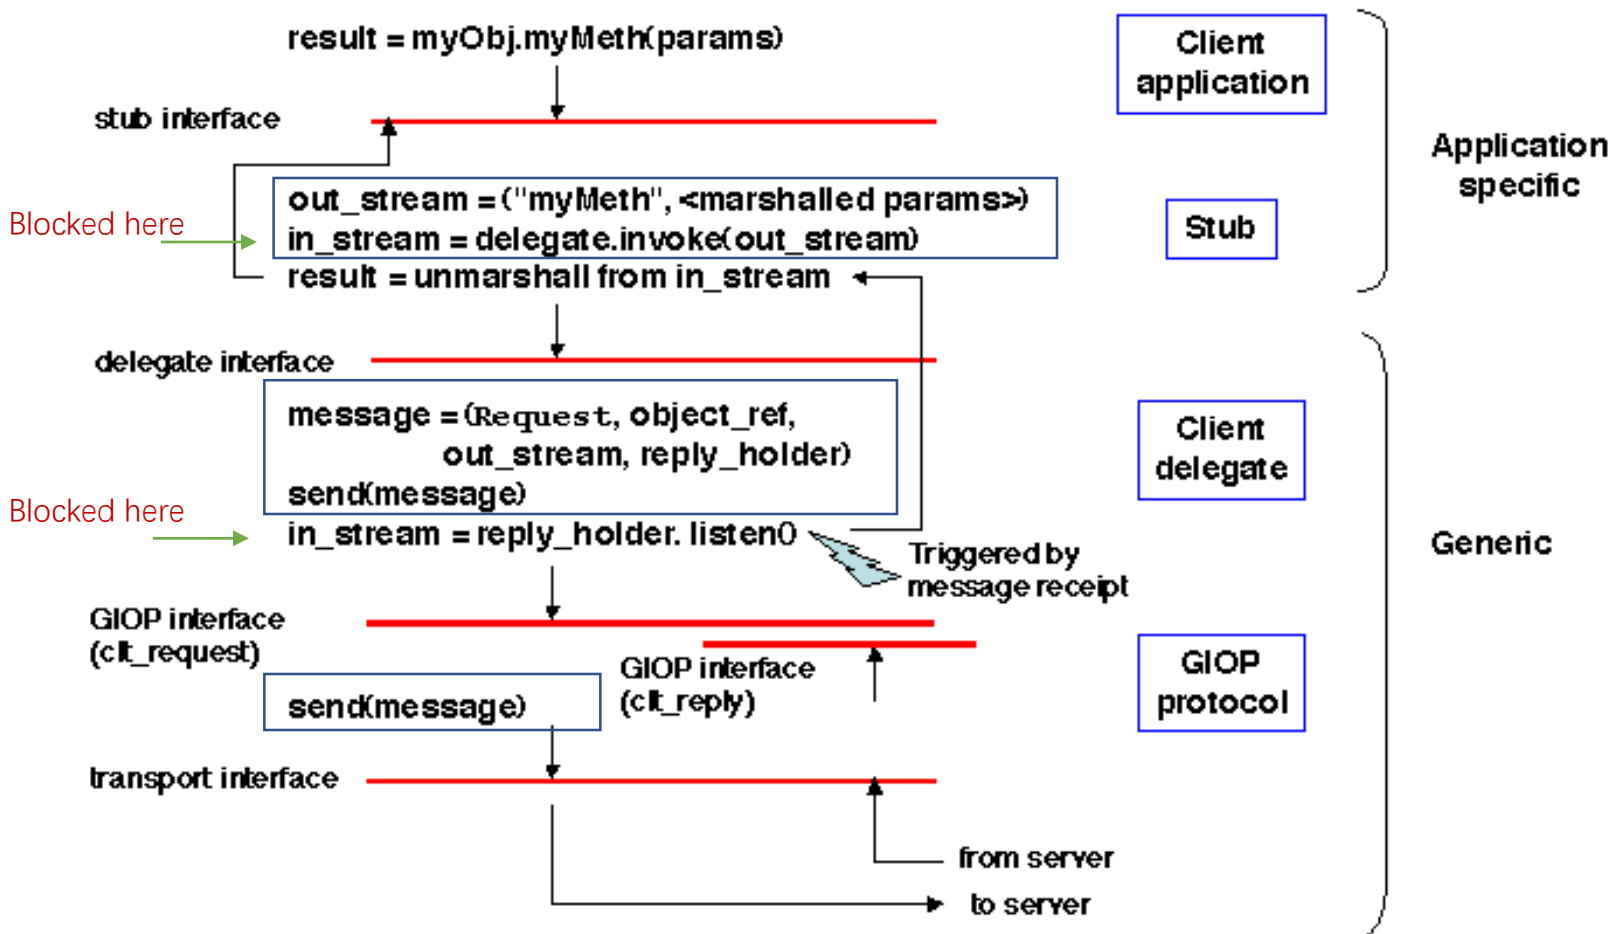 result = myObj.myMeth(params)
Client
application
stub interface
Application
specific
out_stream = ("myMeth", <marshalled params>)
Blocked here
in_stream = delegate.invoke(out_stream)
Stub
result = unmarshall from in_stream
delegate interface
message = (Request, object_ref,
out_stream, reply_holder)
Client
delegate
send(message)
Blocked here
in_stream = reply_holder. listen()
Triggered by
message receipt
Generic
GIOP interface
(clt_request)
GIOP interface
(clt_reply)
GIOP
protocol
send(message)
transport interface
from server
to server